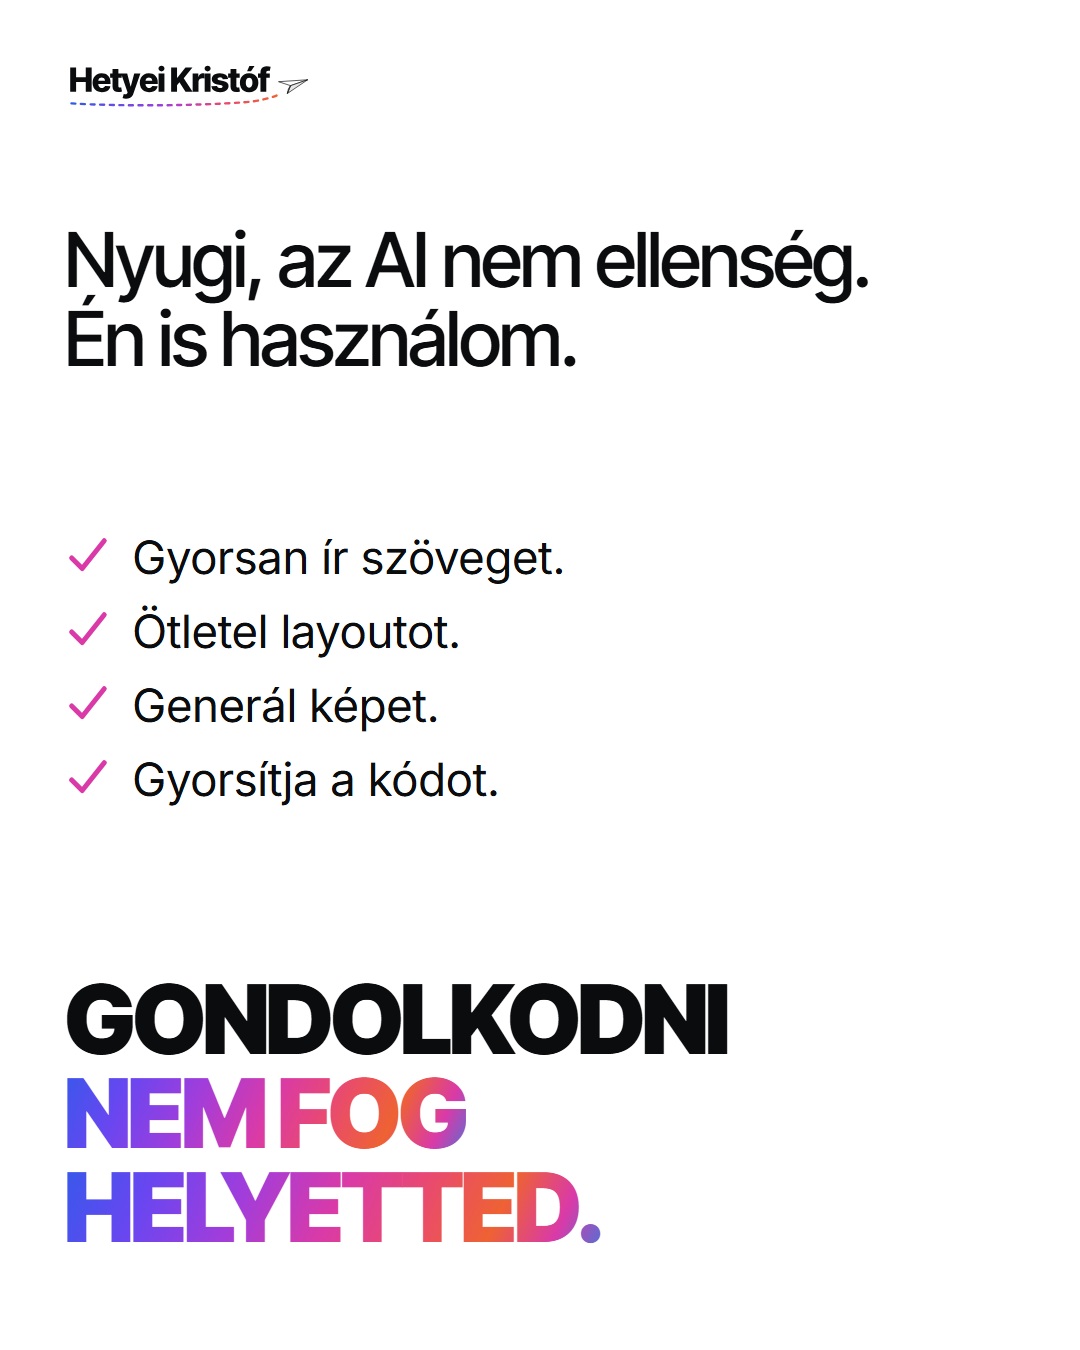 Hetyei Kristóf
Nyugi, az AI nem ellenség.
Én is használom.
Gyorsan ír szöveget.
Ötletel layoutot.
Generál képet.
Gyorsítja a kódot.
GONDOLKODNI
NEM FOG
HELYETTED.